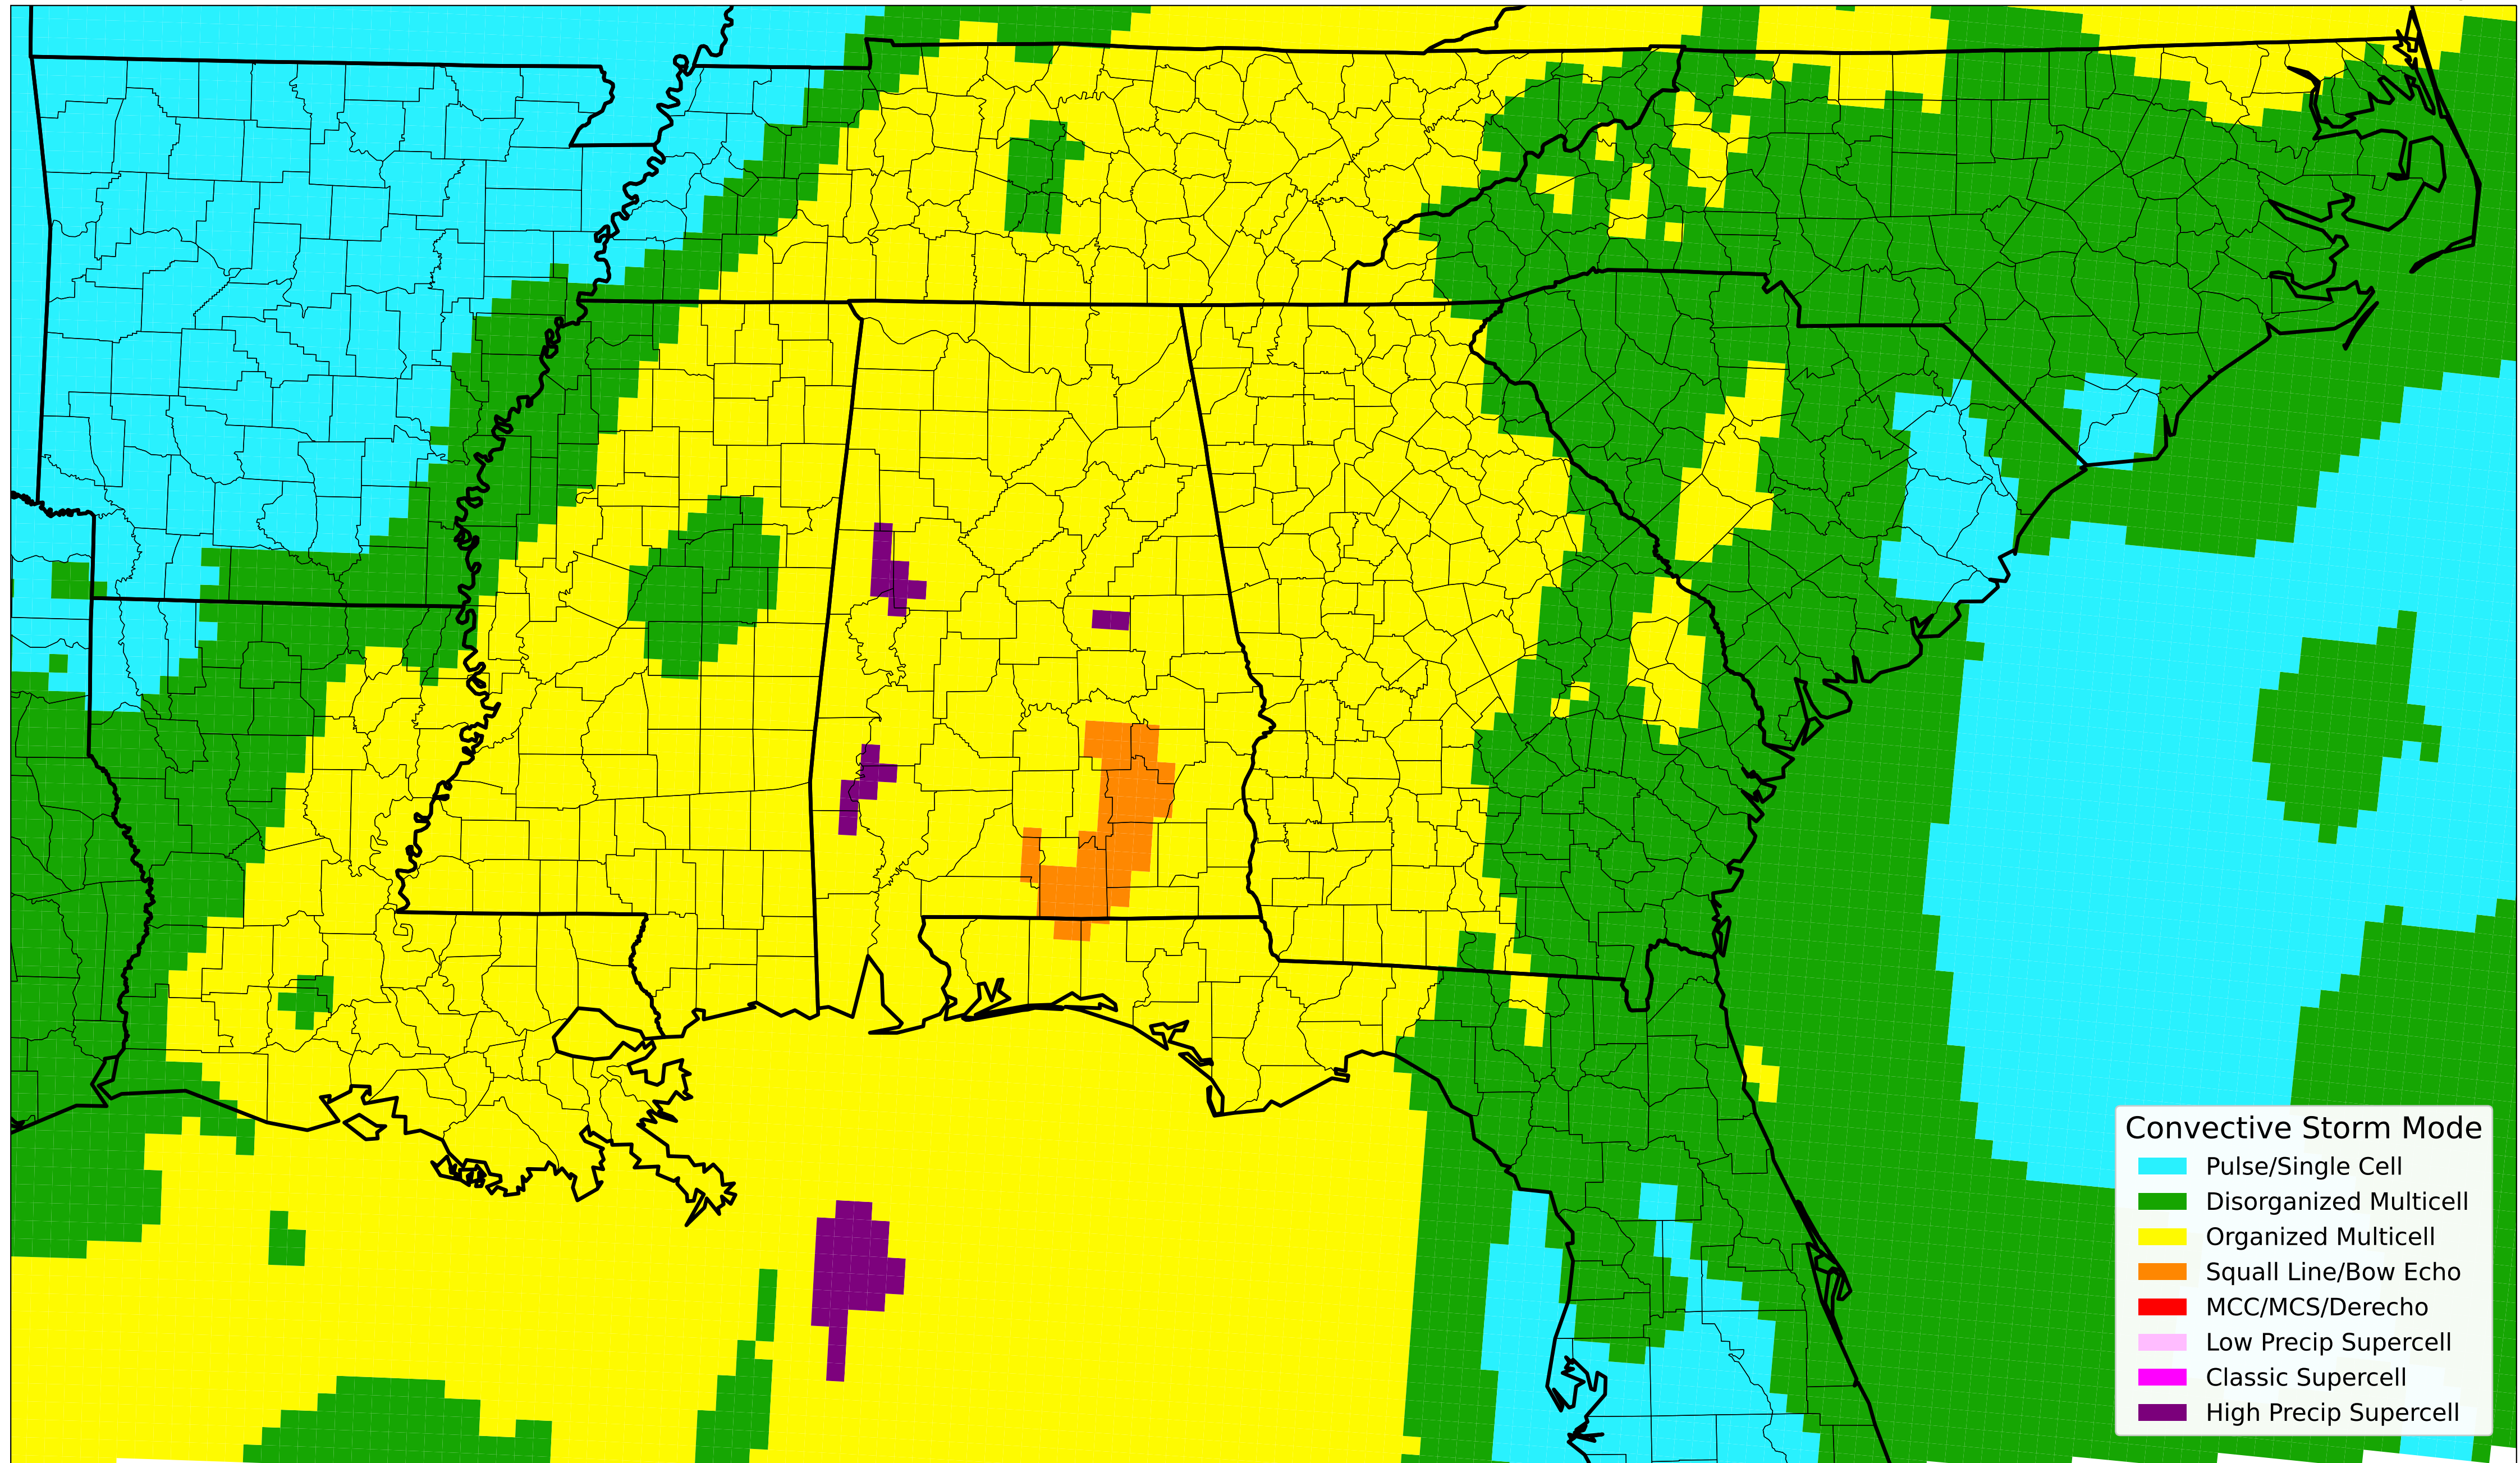 Convective Storm Mode
Pulse/Single Cell
Disorganized Multicell
Organized Multicell
Squall Line/Bow Echo
MCC/MCS/Derecho
Low Precip Supercell
Classic Supercell
High Precip Supercell